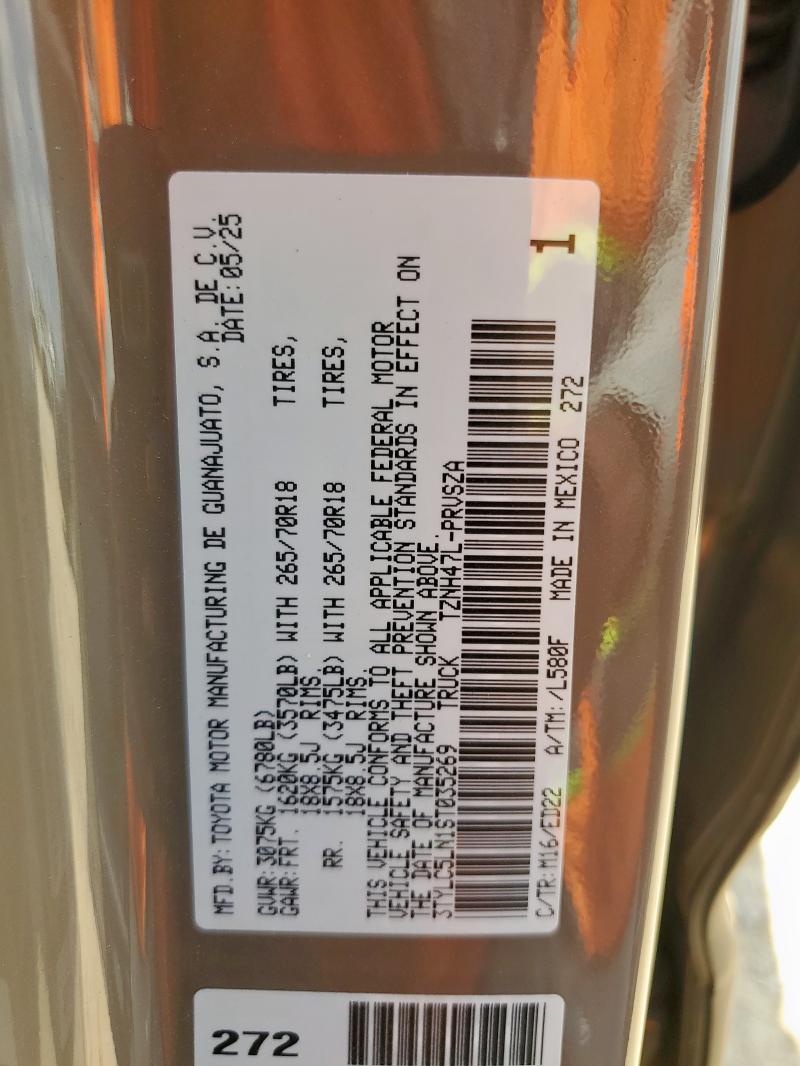 MFD.BY:TOYOTA MOTOR MANUFACTURING DE GUANAJUATO, S.A. DE C.V.
DATE:05/25
GVWR:3075KG (6780LB)
GAWR:FRT. 1620KG (3570LB) WITH 265/70R18 TIRES,
18X8.5J RIMS.
RR. 1575KG (3475LB) WITH 265/70R18 TIRES,
18X8.5J RIMS.
THIS VEHICLE CONFORMS TO ALL APPLICABLE FEDERAL MOTOR
VEHICLE SAFETY AND THEFT PREVENTION STANDARDS IN EFFECT ON
THE DATE OF MANUFACTURE SHOWN ABOVE.
3TYLC5LN1ST035269 TRUCK TZNH47L-PRVSZA
1
C/TR:M16/ED22 A/TM:/L580F MADE IN MEXICO 272
272